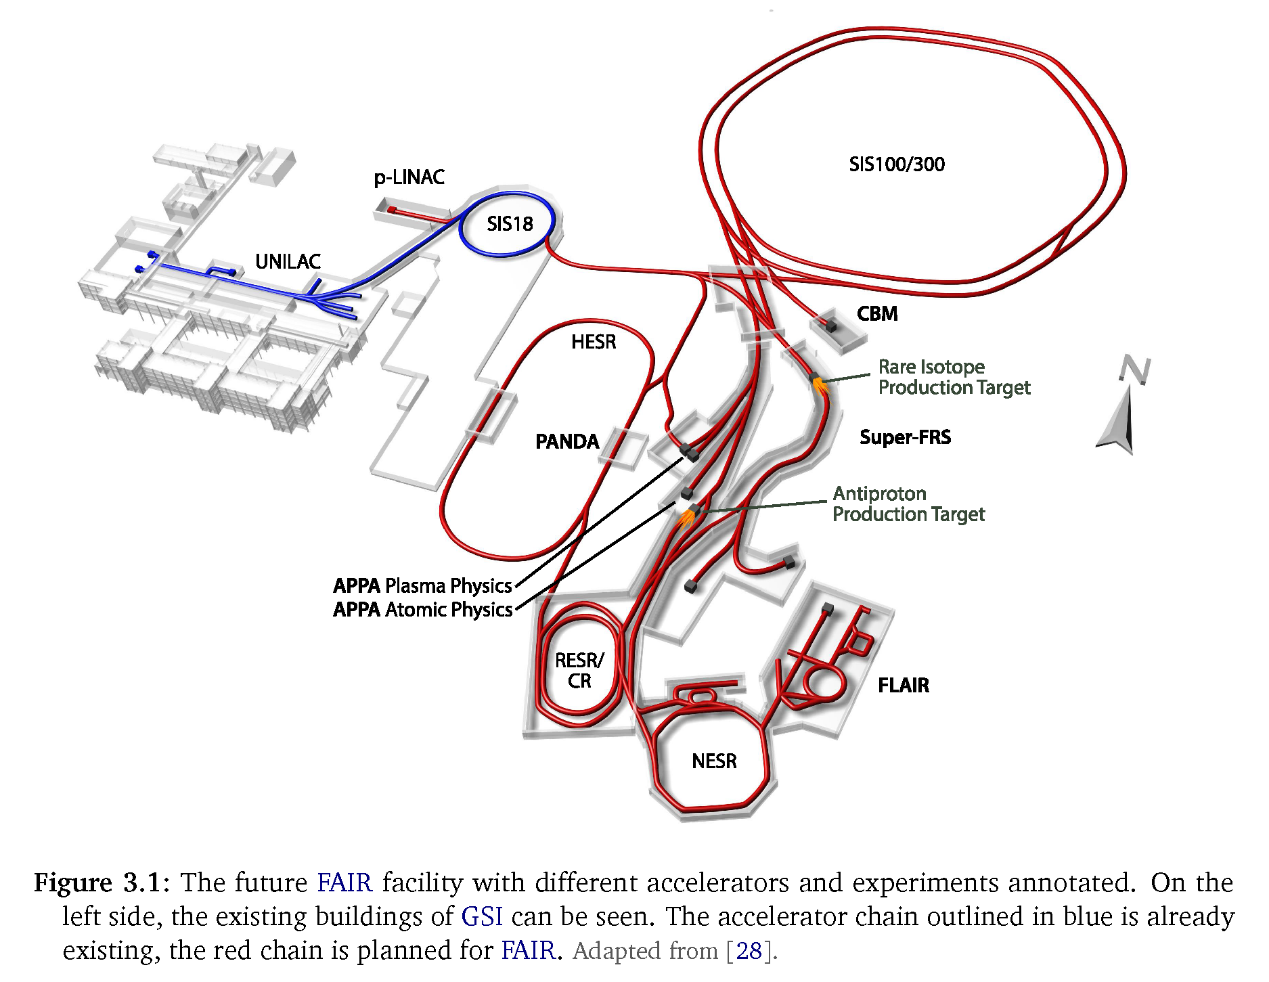 SIS100/300
p-LINAC
SIS18
UNILAC
CBM
HESR
Rare Isotope
Production Target
N
PANDA
Super-FRS
Antiproton
Production Target
APPA Plasma Physics
APPA Atomic Physics
RESR/
CR
FLAIR
NESR
Figure 3.1: The future FAIR facility with different accelerators and experiments annotated. On the
left side, the existing buildings of GSI can be seen. The accelerator chain outlined in blue is already
existing, the red chain is planned for FAIR. Adapted from [28].